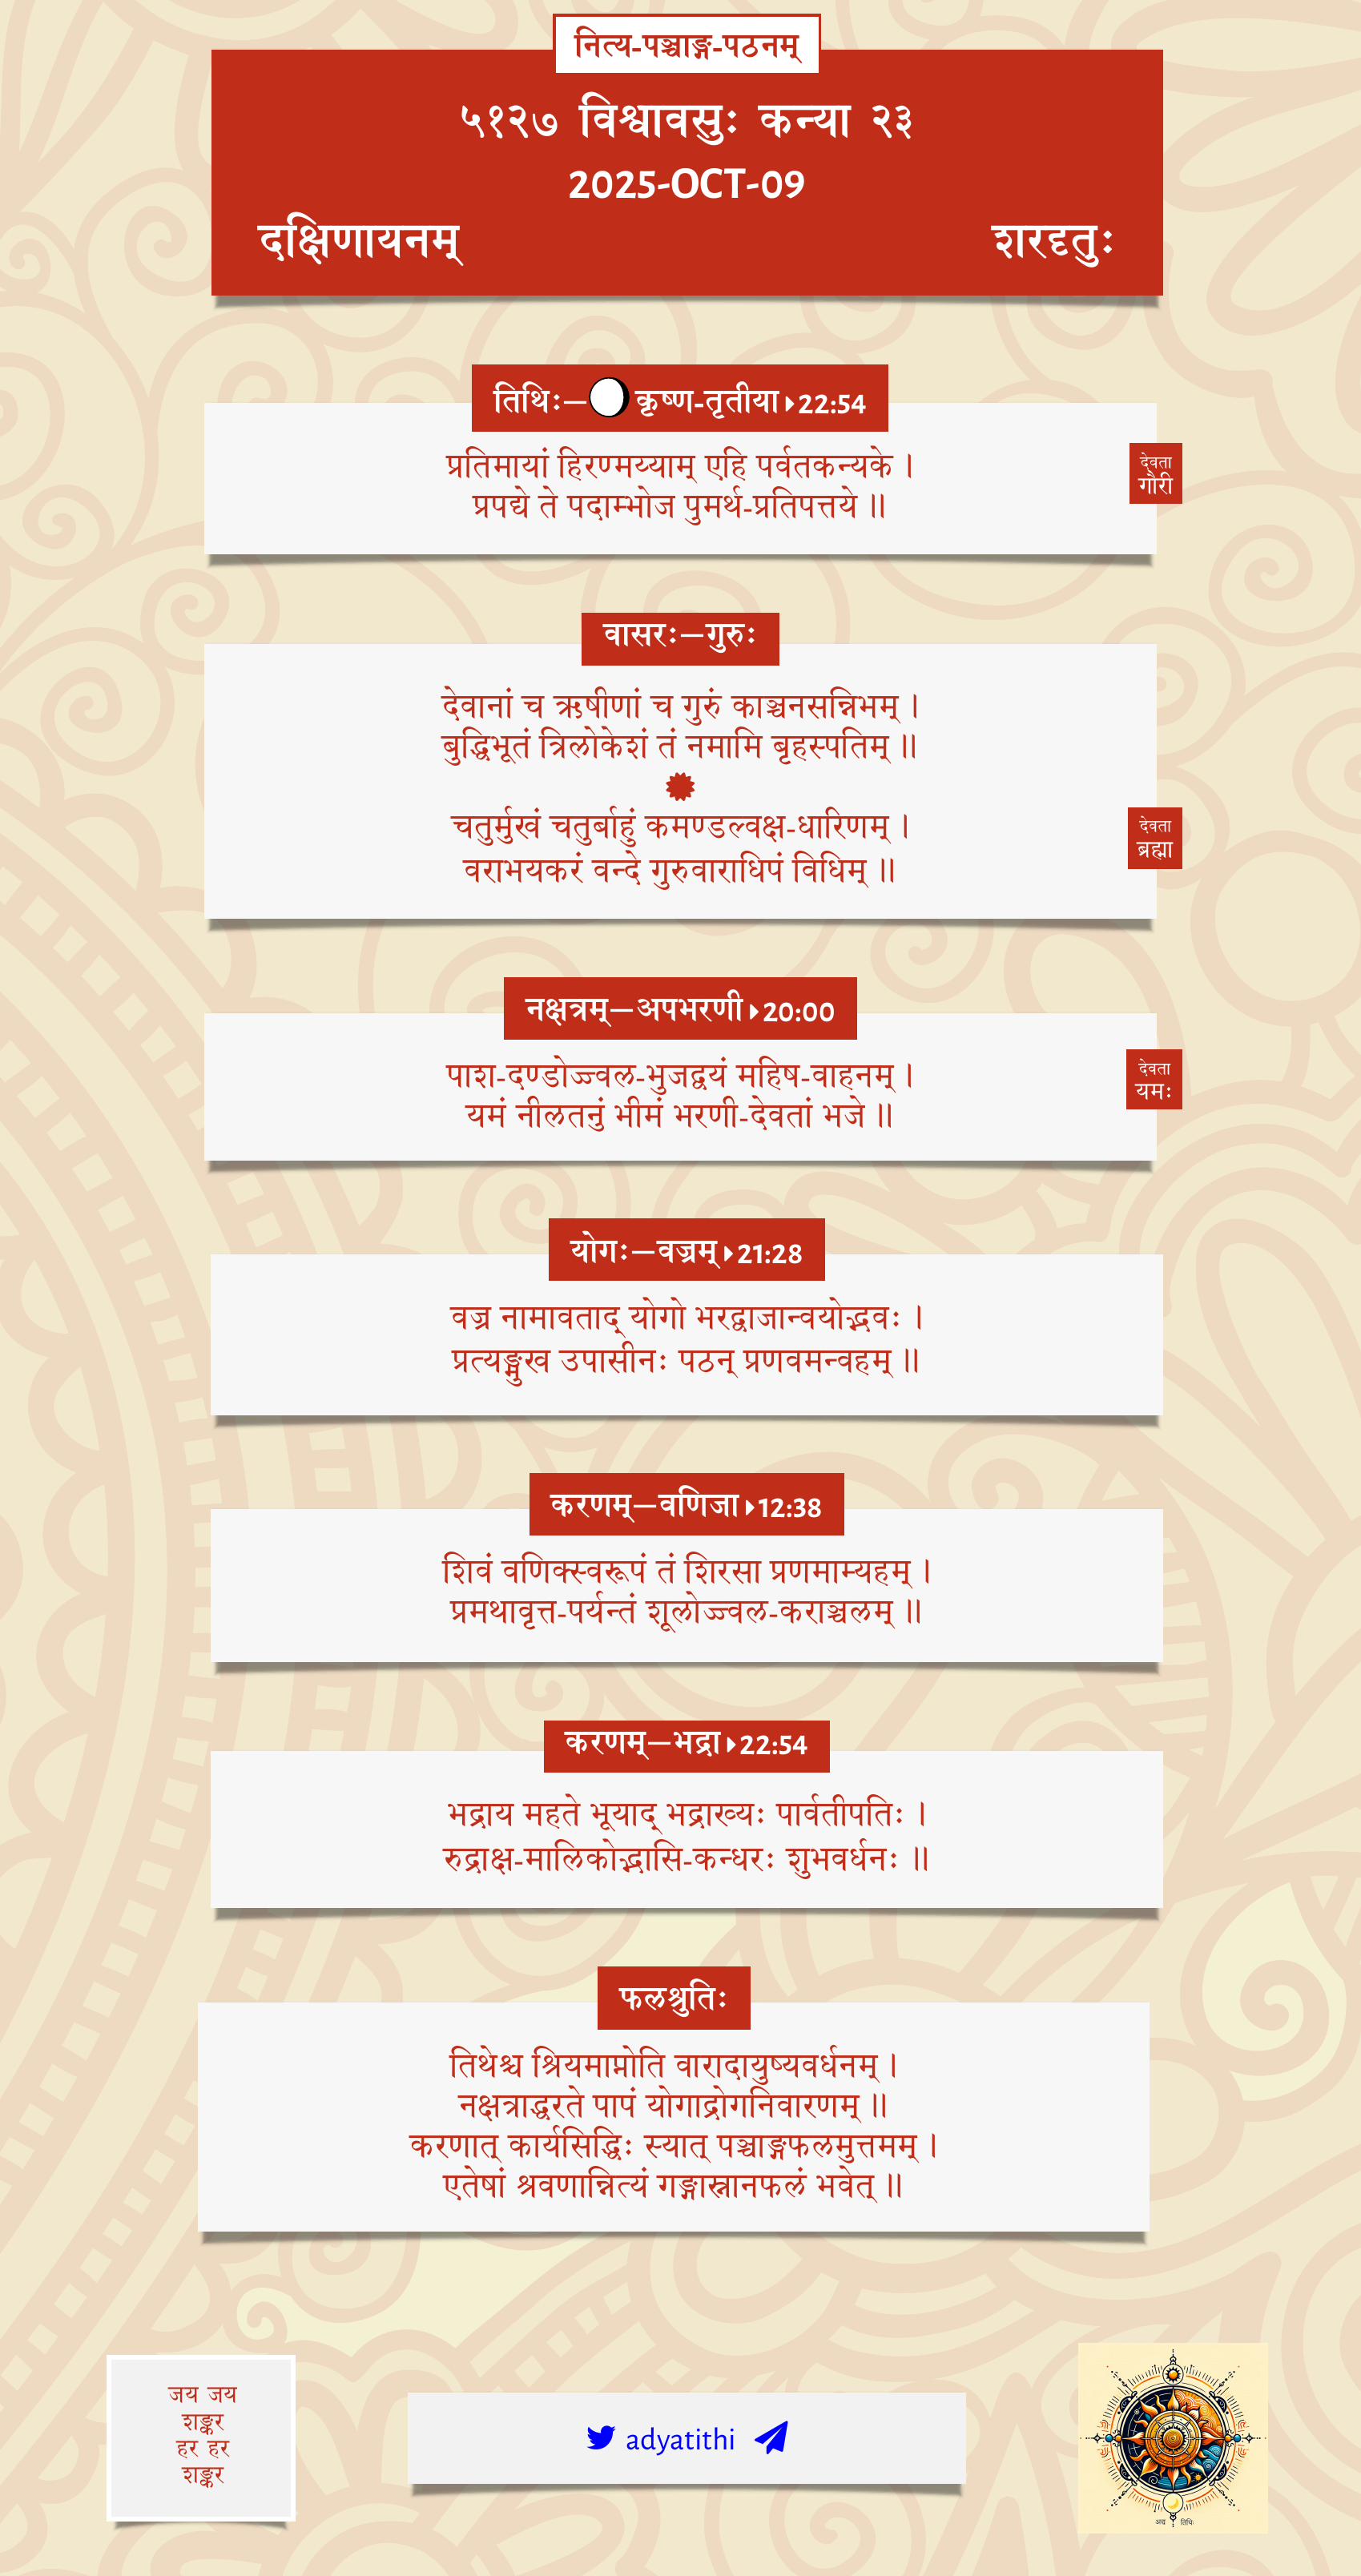 नित्य-पञ्चाङ्ग-पठनम्
५१२७ विश्वावसुः कन्या २३
2025-OCT-09
दक्षिणायनम्
शरदृतुः
तिथिः—कृष्ण-तृतीया 22:54
प्रतिमायां हिरण्मय्याम् एहि पर्वतकन्यके ।
प्रपद्ये ते पदाम्भोज पुमर्थ-प्रतिपत्तये ॥
देवता
गौरी
वासरः—गुरुः
देवानां च ऋषीणां च गुरुं काञ्चनसन्निभम् ।
बुद्धिभूतं त्रिलोकेशं तं नमामि बृहस्पतिम् ॥
चतुर्मुखं चतुर्बाहुं कमण्डल्वक्ष-धारिणम् ।
वराभयकरं वन्दे गुरुवाराधिपं विधिम् ॥
देवता
ब्रह्मा
नक्षत्रम्—अपभरणी 20:00
पाश-दण्डोज्ज्वल-भुजद्वयं महिष-वाहनम् ।
यमं नीलतनुं भीमं भरणी-देवतां भजे ॥
देवता
यमः
योगः—वज्रम् 21:28
वज्र नामावताद् योगो भरद्वाजान्वयोद्भवः ।
प्रत्यङ्मुख उपासीनः पठन् प्रणवमन्वहम् ॥
करणम्—वणिजा 12:38
शिवं वणिक्स्वरूपं तं शिरसा प्रणमाम्यहम् ।
प्रमथावृत्त-पर्यन्तं शूलोज्ज्वल-कराञ्चलम् ॥
करणम्—भद्रा 22:54
भद्राय महते भूयाद् भद्राख्यः पार्वतीपतिः ।
रुद्राक्ष-मालिकोद्भासि-कन्धरः शुभवर्धनः ॥
फलश्रुतिः
तिथेश्च श्रियमाप्नोति वारादायुष्यवर्धनम् ।
नक्षत्राद्धरते पापं योगाद्रोगनिवारणम् ॥
करणात् कार्यसिद्धिः स्यात् पञ्चाङ्गफलमुत्तमम् ।
एतेषां श्रवणान्नित्यं गङ्गास्नानफलं भवेत् ॥
जय जय
शङ्कर
हर हर
शङ्कर
adyatithi
अद्य तिथिः